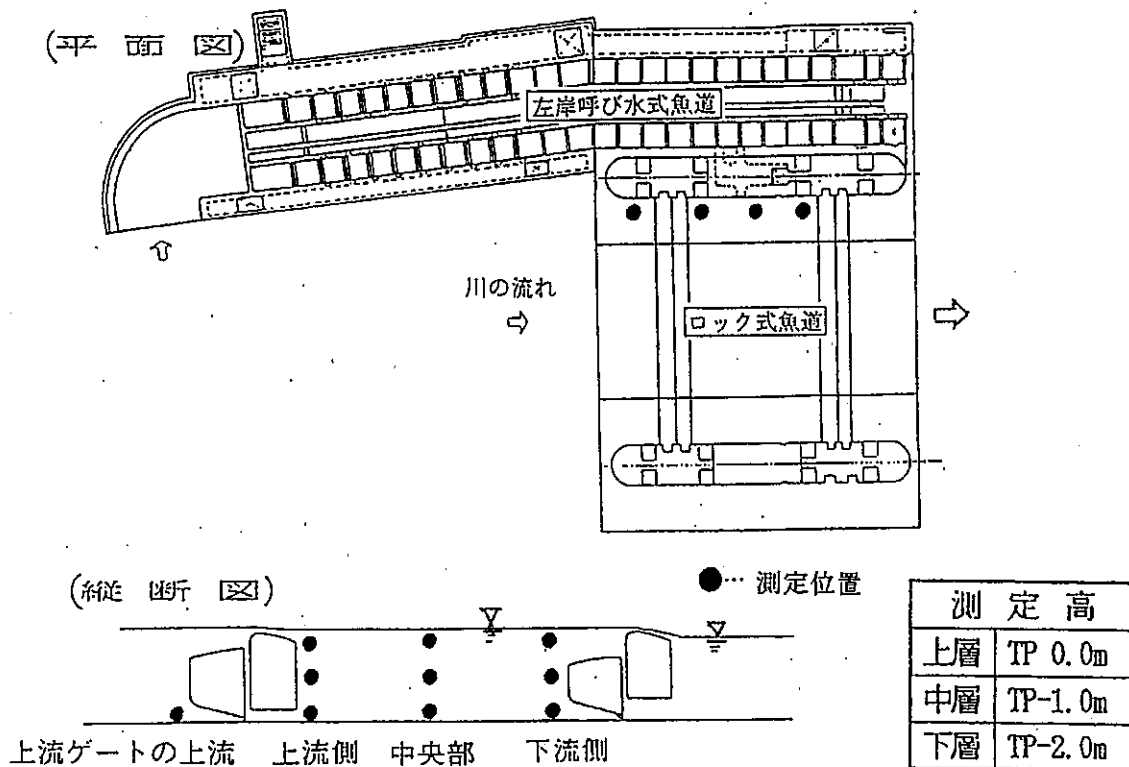 (平 面 図)
左岸呼び水式魚道
川の流れ
ロック式魚道
(縦 断 図)
●… 測定位置
測 定 高
上層 TP 0.0m
中層 TP-1.0m
下層 TP-2.0m
上流ゲートの上流 上流側 中央部 下流側